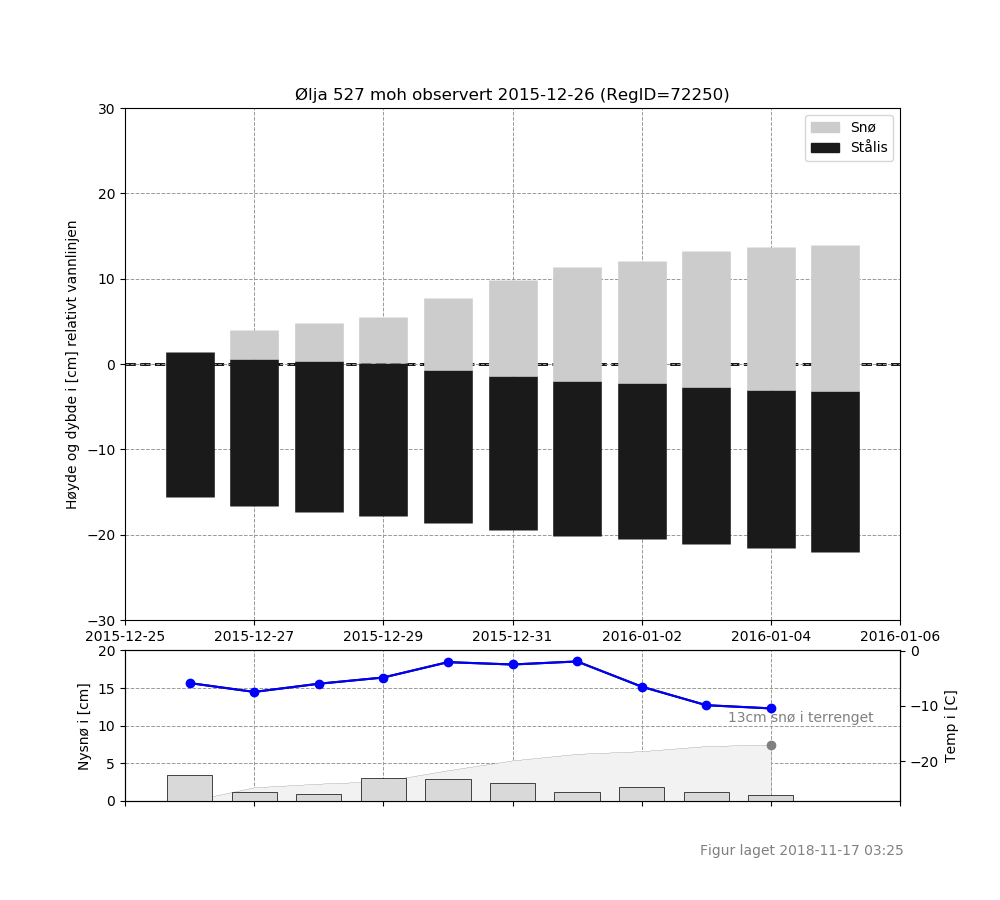 Ølja 527 moh observert 2015-12-26 (RegID=72250)
30
20
10
0
−10
−20
−30
Høyde og dybde i [cm] relativt vannlinjen
Snø
Stålis
2015-12-25
2015-12-27
2015-12-29
2015-12-31
2016-01-02
2016-01-04
2016-01-06
20
15
10
5
0
Nysnø i [cm]
13cm snø i terrenget
0
−10
−20
Temp i [C]
Figur laget 2018-11-17 03:25